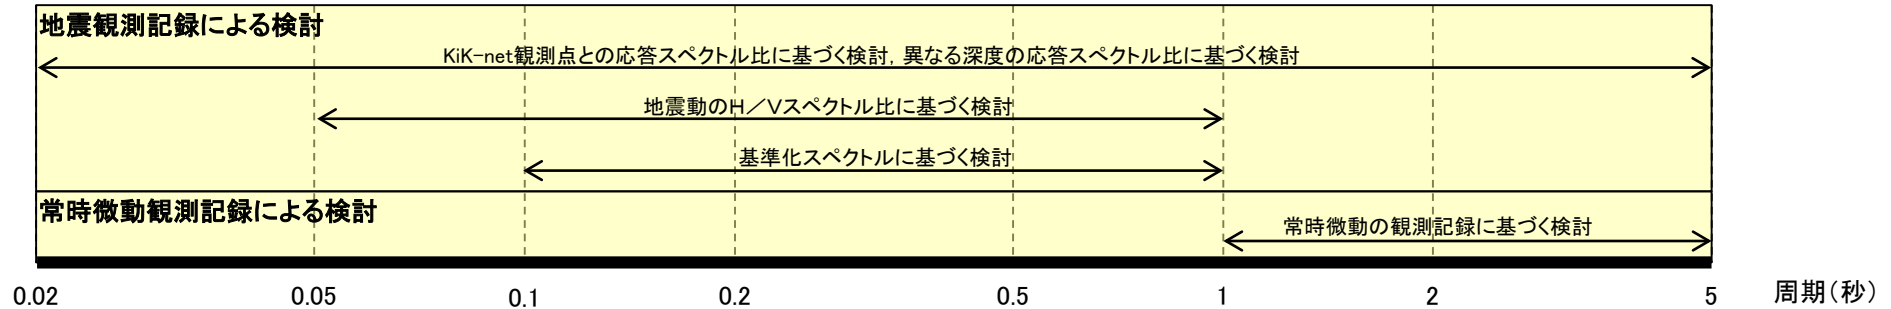 地震観測記録による検討
KiK-net観測点との応答スペクトル比に基づく検討, 異なる深度の応答スペクトル比に基づく検討
地震動のH／Vスペクトル比に基づく検討
基準化スペクトルに基づく検討
常時微動観測記録による検討
常時微動の観測記録に基づく検討
0.02 0.05 0.1 0.2 0.5 1 2 5 周期(秒)